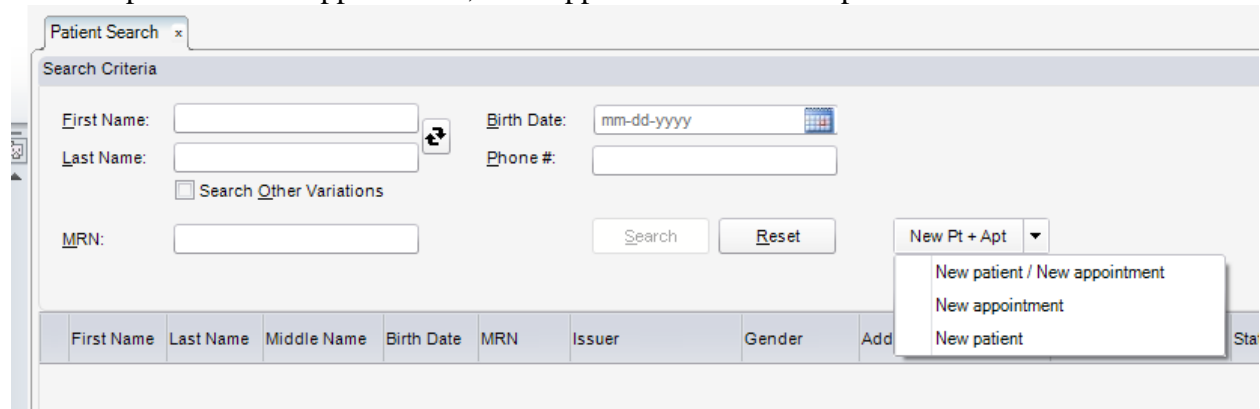 Patient Search x
Search Criteria
First Name:
Birth Date: mm-dd-yyyy
Last Name:
Phone #:
Search Other Variations
MRN:
Search Reset New Pt + Apt
New patient / New appointment
New appointment
New patient
First Name Last Name Middle Name Birth Date MRN Issuer Gender Add Sta